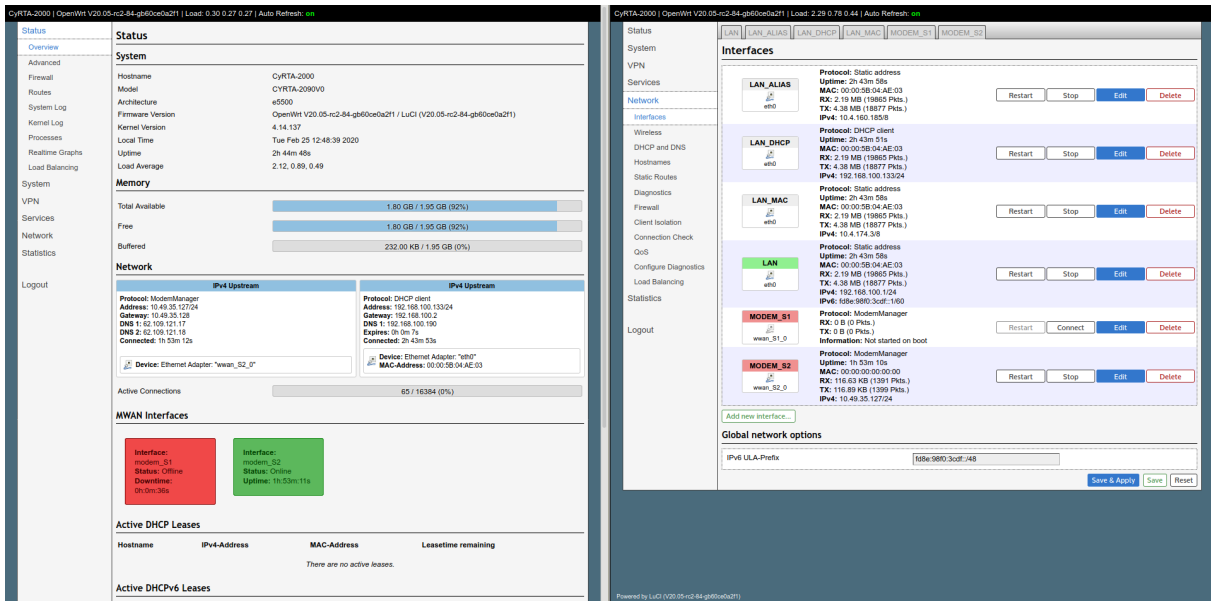 CyRTA-2000 | OpenWrt V20.05-rc2-84-gb60ce0a2f1 | Load: 0.30 0.27 0.27 | Auto Refresh: on
Status
Overview
Advanced
Firewall
Routes
System Log
Kernel Log
Processes
Realtime Graphs
Load Balancing
System
VPN
Services
Network
Statistics
Logout
Status
System
Hostname CyRTA-2000
Model CYRTA-2090V0
Architecture e5500
Firmware Version OpenWrt V20.05-rc2-84-gb60ce0a2f1 / LuCI (V20.05-rc2-84-gb60ce0a2f1)
Kernel Version 4.14.137
Local Time Tue Feb 25 12:48:39 2020
Uptime 2h 44m 48s
Load Average 2.12, 0.89, 0.49
Memory
Total Available 1.80 GB / 1.95 GB (92%)
Free 1.80 GB / 1.95 GB (92%)
Buffered 232.00 KB / 1.95 GB (0%)
Network
IPv4 Upstream
Protocol: ModemManager
Address: 10.49.35.127/24
Gateway: 10.49.35.128
DNS 1: 62.109.121.17
DNS 2: 62.109.121.18
Connected: 1h 53m 12s
Device: Ethernet Adapter: "wwan_S2_0"
IPv4 Upstream
Protocol: DHCP client
Address: 192.168.100.133/24
Gateway: 192.168.100.2
DNS 1: 192.168.100.190
Expires: 0h 0m 7s
Connected: 2h 43m 53s
Device: Ethernet Adapter: "eth0"
MAC-Address: 00:00:5B:04:AE:03
Active Connections 65 / 16384 (0%)
MWAN Interfaces
Interface:
modem_S1
Status: Offline
Downtime:
0h:0m:36s
Interface:
modem_S2
Status: Online
Uptime: 1h:53m:11s
Active DHCP Leases
Hostname IPv4-Address MAC-Address Leasetime remaining
There are no active leases.
Active DHCPv6 Leases
CyRTA-2000 | OpenWrt V20.05-rc2-84-gb60ce0a2f1 | Load: 2.29 0.78 0.44 | Auto Refresh: on
Status
System
VPN
Services
Network
Interfaces
Wireless
DHCP and DNS
Hostnames
Static Routes
Diagnostics
Firewall
Client Isolation
Connection Check
QoS
Configure Diagnostics
Load Balancing
Statistics
Logout
LAN LAN_ALIAS LAN_DHCP LAN_MAC MODEM_S1 MODEM_S2
Interfaces
LAN_ALIAS
eth0
Protocol: Static address
Uptime: 2h 43m 58s
MAC: 00:00:5B:04:AE:03
RX: 2.19 MB (19865 Pkts.)
TX: 4.38 MB (18877 Pkts.)
IPv4: 10.4.160.185/8
Restart Stop Edit Delete
LAN_DHCP
eth0
Protocol: DHCP client
Uptime: 2h 43m 51s
MAC: 00:00:5B:04:AE:03
RX: 2.19 MB (19865 Pkts.)
TX: 4.38 MB (18877 Pkts.)
IPv4: 192.168.100.133/24
Restart Stop Edit Delete
LAN_MAC
eth0
Protocol: Static address
Uptime: 2h 43m 58s
MAC: 00:00:5B:04:AE:03
RX: 2.19 MB (19865 Pkts.)
TX: 4.38 MB (18877 Pkts.)
IPv4: 10.4.174.3/8
Restart Stop Edit Delete
LAN
eth0
Protocol: Static address
Uptime: 2h 43m 58s
MAC: 00:00:5B:04:AE:03
RX: 2.19 MB (19865 Pkts.)
TX: 4.38 MB (18877 Pkts.)
IPv4: 192.168.100.1/24
IPv6: fd8e:98f0:3cdf::1/60
Restart Stop Edit Delete
MODEM_S1
wwan_S1_0
Protocol: ModemManager
RX: 0 B (0 Pkts.)
TX: 0 B (0 Pkts.)
Information: Not started on boot
Restart Connect Edit Delete
MODEM_S2
wwan_S2_0
Protocol: ModemManager
Uptime: 1h 53m 10s
MAC: 00:00:00:00:00:00
RX: 116.63 KB (1391 Pkts.)
TX: 116.89 KB (1399 Pkts.)
IPv4: 10.49.35.127/24
Restart Stop Edit Delete
Add new interface...
Global network options
IPv6 ULA-Prefix fd8e:98f0:3cdf::/48
Save & Apply Save Reset
Powered by LuCI (V20.05-rc2-84-gb60ce0a2f1)